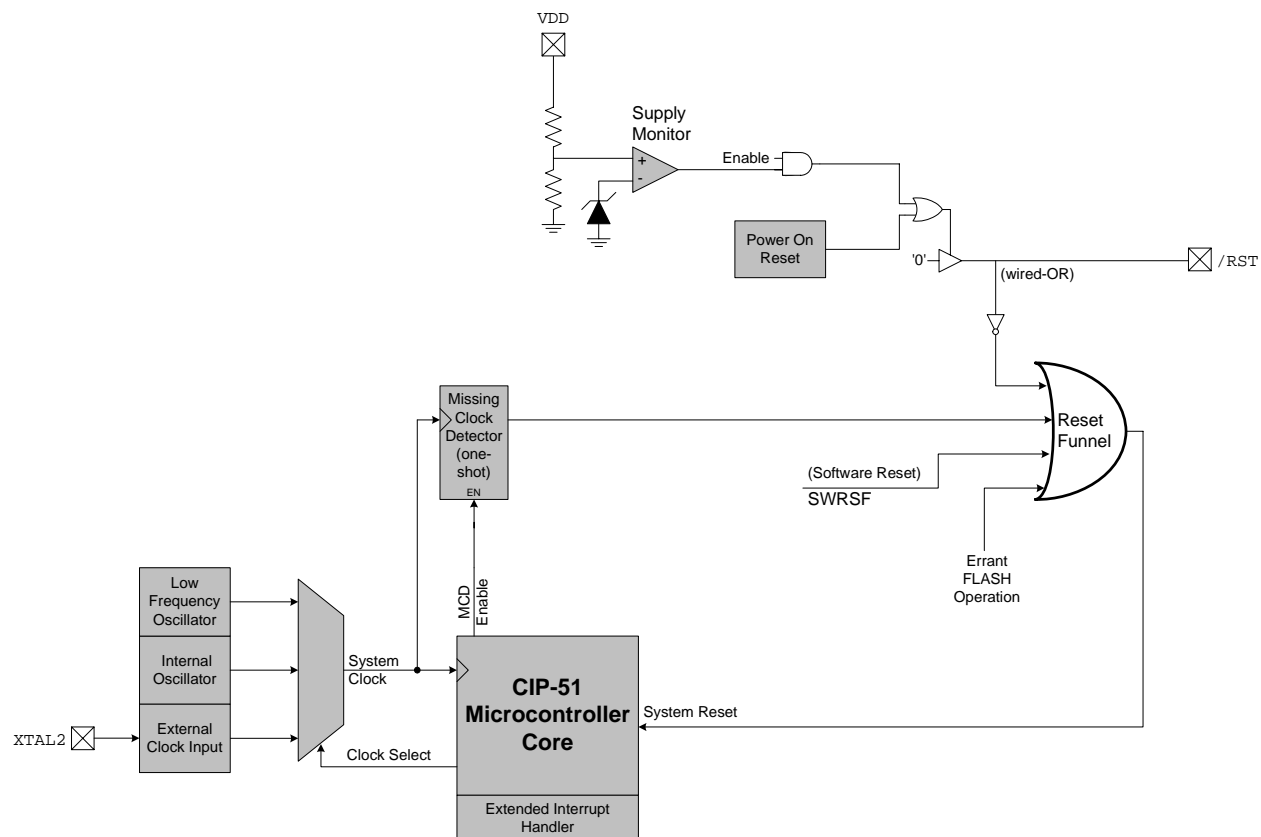 VDD
Supply
Monitor
+
-
Enable
Power On
Reset
'0'
(wired-OR)
/RST
Missing
Clock
Detector
(one-
shot)
EN
Reset
Funnel
(Software Reset)
SWRSF
Errant
FLASH
Operation
MCD
Enable
Low
Frequency
Oscillator
Internal
Oscillator
External
Clock Input
XTAL2
System
Clock
Clock Select
CIP-51
Microcontroller
Core
System Reset
Extended Interrupt
Handler